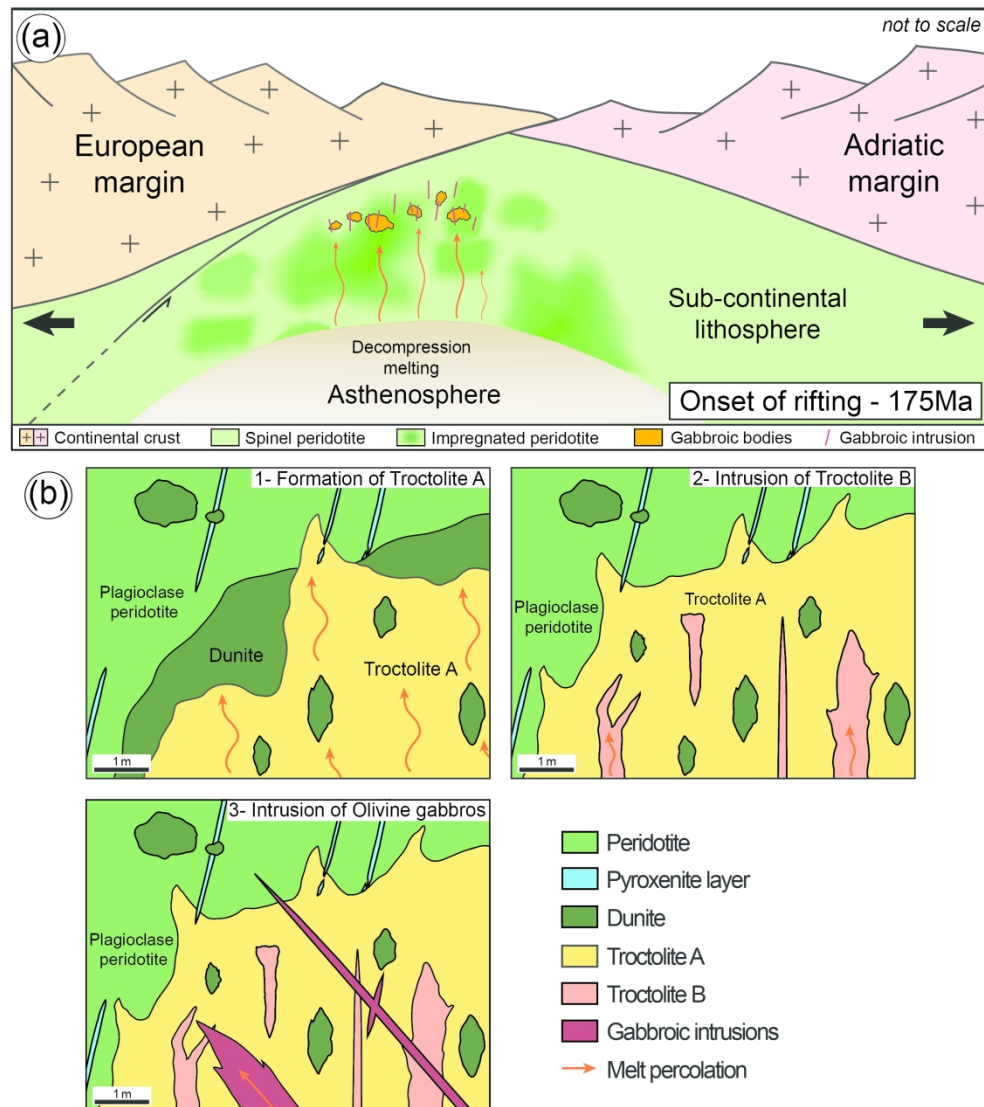 (a)
not to scale
European
margin
Adriatic
margin
Sub-continental
lithosphere
Decompression
melting
Asthenosphere
Onset of rifting - 175Ma
Continental crust
Spinel peridotite
Impregnated peridotite
Gabbroic bodies
Gabbroic intrusion
(b)
1- Formation of Troctolite A
Plagioclase
peridotite
Dunite
Troctolite A
1 m
2- Intrusion of Troctolite B
Troctolite A
Plagioclase
peridotite
1 m
3- Intrusion of Olivine gabbros
Plagioclase
peridotite
1 m
Peridotite
Pyroxenite layer
Dunite
Troctolite A
Troctolite B
Gabbroic intrusions
Melt percolation